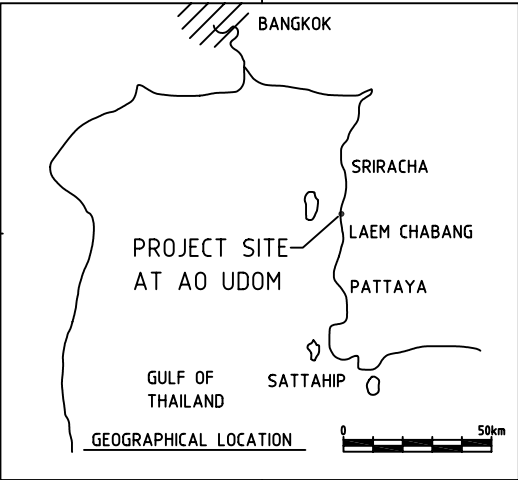 BANGKOK
SRIRACHA
LAEM CHABANG
PROJECT SITE
AT AO UDOM
PATTAYA
SATTAHIP
GULF OF
THAILAND
GEOGRAPHICAL LOCATION
0 50km